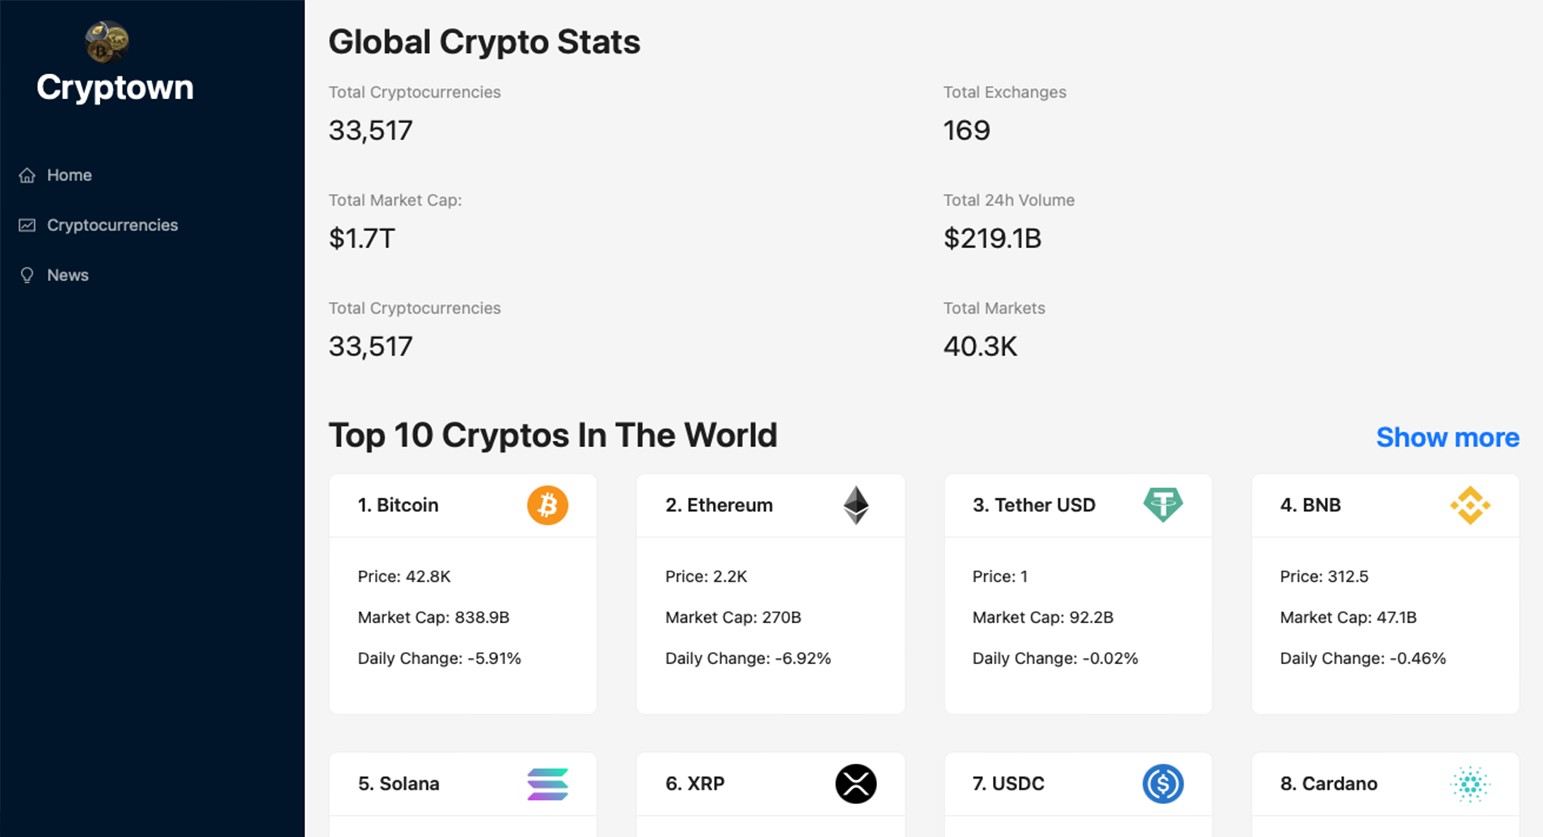 Cryptown
Home
Cryptocurrencies
News
Global Crypto Stats
Total Cryptocurrencies
33,517
Total Exchanges
169
Total Market Cap:
$1.7T
Total 24h Volume
$219.1B
Total Cryptocurrencies
33,517
Total Markets
40.3K
Top 10 Cryptos In The World
Show more
1. Bitcoin
Price: 42.8K
Market Cap: 838.9B
Daily Change: -5.91%
2. Ethereum
Price: 2.2K
Market Cap: 270B
Daily Change: -6.92%
3. Tether USD
Price: 1
Market Cap: 92.2B
Daily Change: -0.02%
4. BNB
Price: 312.5
Market Cap: 47.1B
Daily Change: -0.46%
5. Solana
6. XRP
7. USDC
8. Cardano